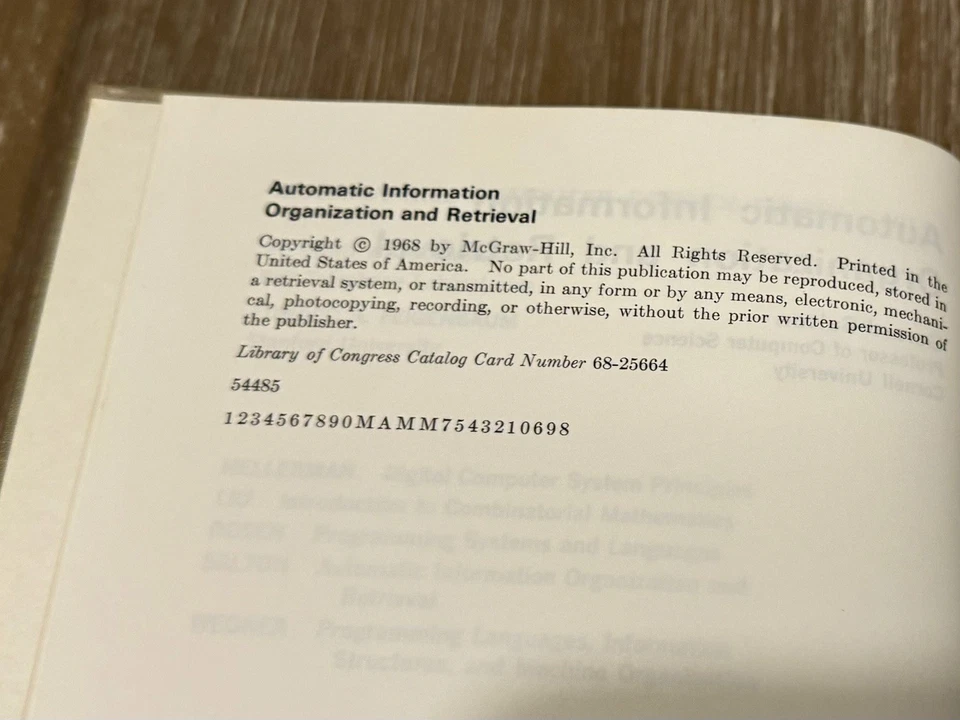 Automatic Information
Organization and Retrieval
Copyright © 1968 by McGraw-Hill, Inc. All Rights Reserved. Printed in the
United States of America. No part of this publication may be reproduced, stored in
a retrieval system, or transmitted, in any form or by any means, electronic, mechani-
cal, photocopying, recording, or otherwise, without the prior written permission of
the publisher.
Library of Congress Catalog Card Number 68-25664
54485
1234567890MAMM7543210698